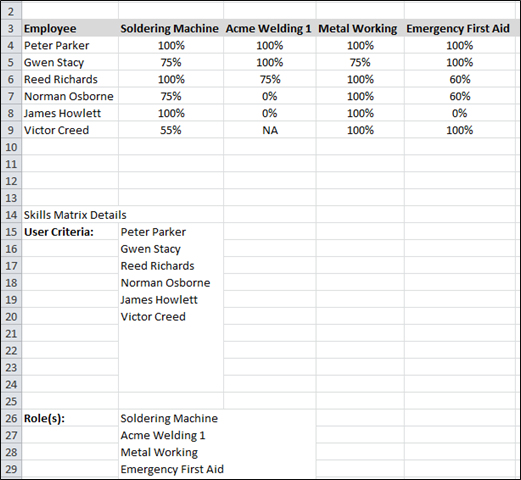 2
3 Employee Soldering Machine Acme Welding 1 Metal Working Emergency First Aid
4 Peter Parker 100% 100% 100% 100%
5 Gwen Stacy 75% 100% 75% 100%
6 Reed Richards 100% 75% 100% 60%
7 Norman Osborne 75% 0% 100% 60%
8 James Howlett 100% 0% 100% 0%
9 Victor Creed 55% NA 100% 100%
10
11
12
13
14 Skills Matrix Details
15 User Criteria: Peter Parker
16 Gwen Stacy
17 Reed Richards
18 Norman Osborne
19 James Howlett
20 Victor Creed
21
22
23
24
25
26 Role(s): Soldering Machine
27 Acme Welding 1
28 Metal Working
29 Emergency First Aid